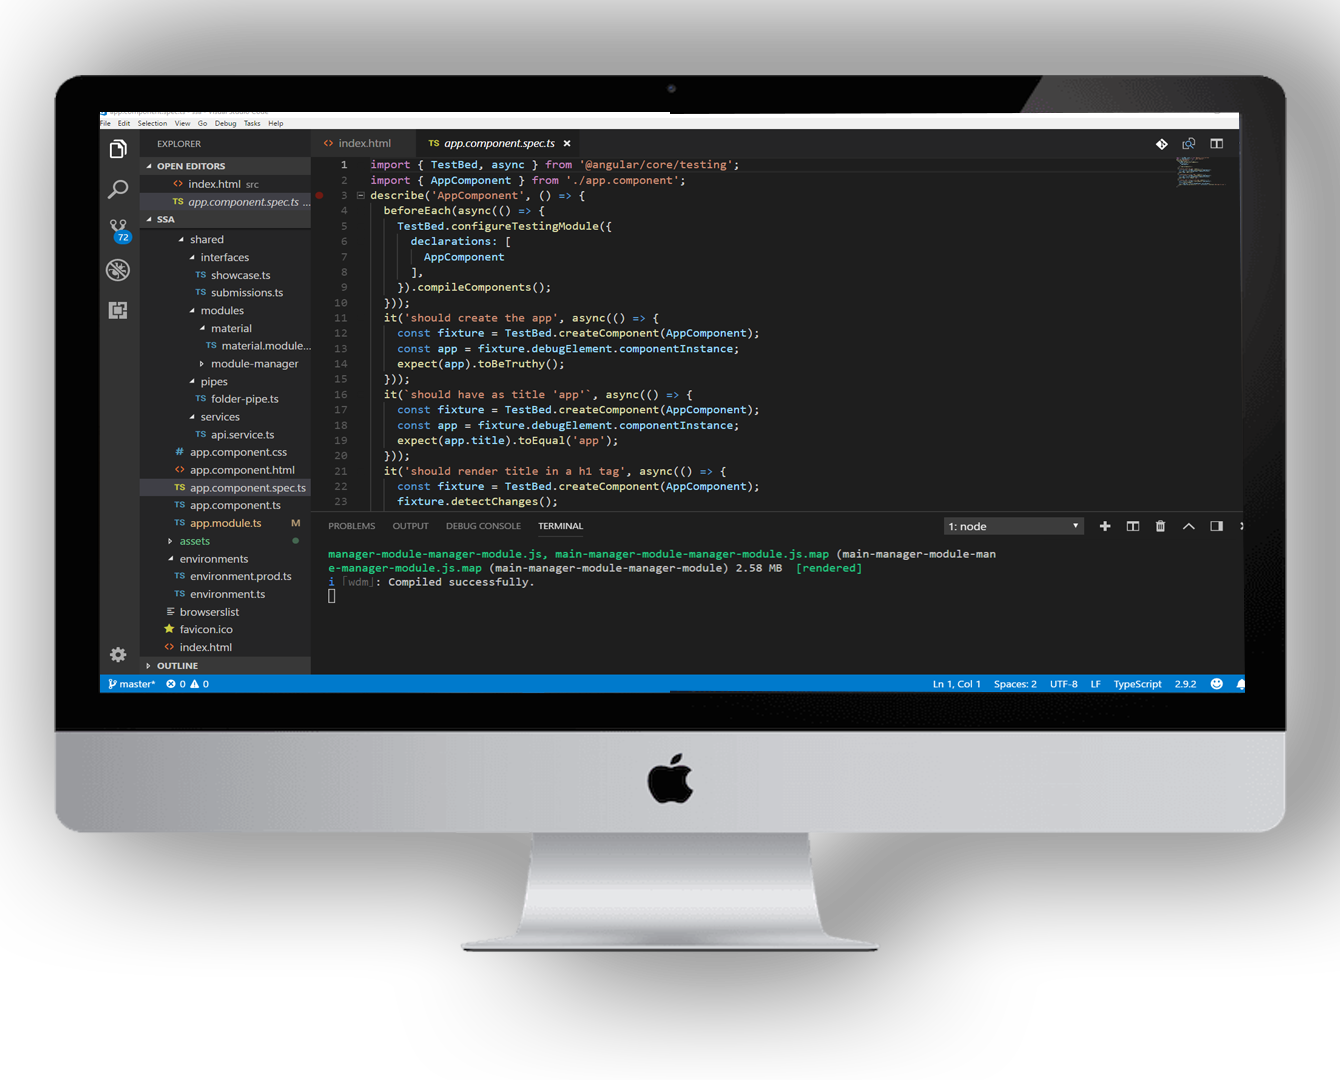 app.component.spec.ts - ssa - Visual Studio Code
File Edit Selection View Go Debug Tasks Help
EXPLORER
OPEN EDITORS
index.html src
app.component.spec.ts ...
SSA
72
shared
interfaces
TS showcase.ts
TS submissions.ts
modules
material
TS material.module...
module-manager
pipes
TS folder-pipe.ts
services
TS api.service.ts
# app.component.css
<> app.component.html
TS app.component.spec.ts
TS app.component.ts
TS app.module.ts M
assets
environments
TS environment.prod.ts
TS environment.ts
browserslist
favicon.ico
<> index.html
OUTLINE
<> index.html TS app.component.spec.ts ×
1 import { TestBed, async } from '@angular/core/testing';
2 import { AppComponent } from './app.component';
3 describe('AppComponent', () => {
4 beforeEach(async(() => {
5 TestBed.configureTestingModule({
6 declarations: [
7 AppComponent
8 ],
9 }).compileComponents();
10 }));
11 it('should create the app', async(() => {
12 const fixture = TestBed.createComponent(AppComponent);
13 const app = fixture.debugElement.componentInstance;
14 expect(app).toBeTruthy();
15 }));
16 it(`should have as title 'app'`, async(() => {
17 const fixture = TestBed.createComponent(AppComponent);
18 const app = fixture.debugElement.componentInstance;
19 expect(app.title).toEqual('app');
20 }));
21 it('should render title in a h1 tag', async(() => {
22 const fixture = TestBed.createComponent(AppComponent);
23 fixture.detectChanges();
PROBLEMS OUTPUT DEBUG CONSOLE TERMINAL 1: node
manager-module-manager-module.js, main-manager-module-manager-module.js.map (main-manager-module-man
e-manager-module.js.map (main-manager-module-manager-module) 2.58 MB [rendered]
i ｢wdm｣: Compiled successfully.
master* 0 0 Ln 1, Col 1 Spaces: 2 UTF-8 LF TypeScript 2.9.2